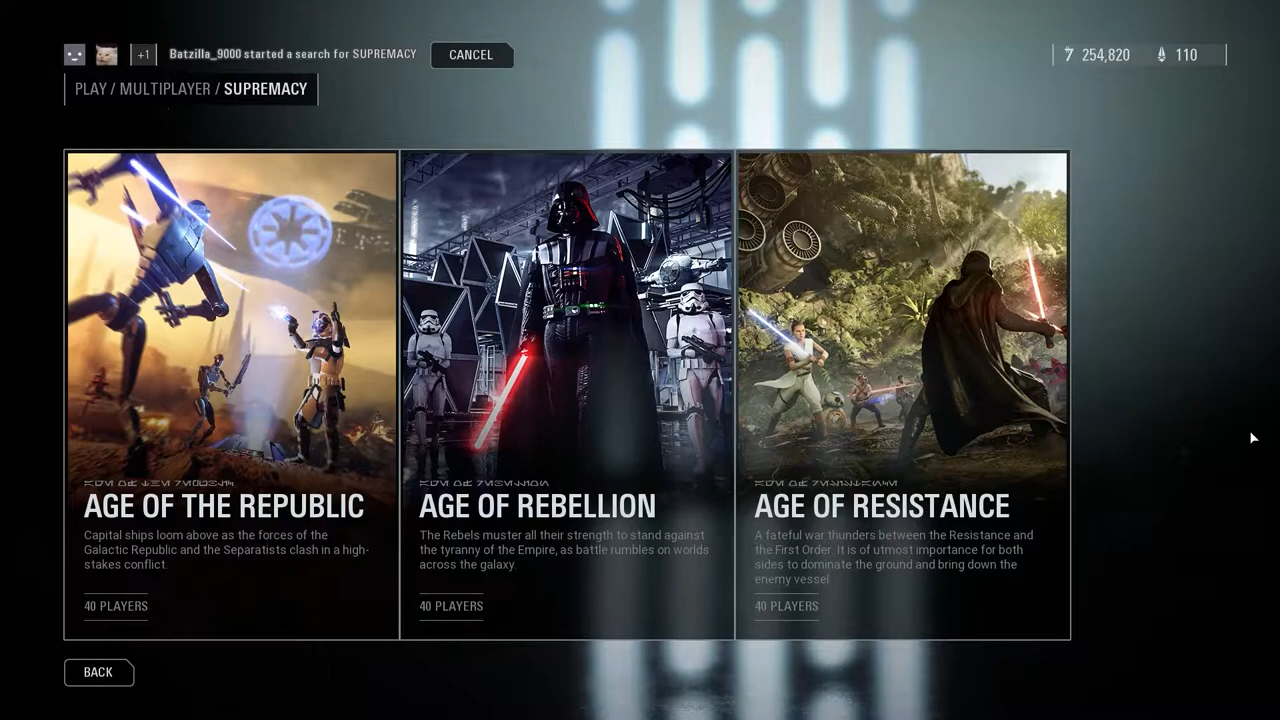 +1 Batzilla_9000 started a search for SUPREMACY CANCEL 254,820 110
PLAY / MULTIPLAYER / SUPREMACY
AGE OF THE REPUBLIC
Capital ships loom above as the forces of the
Galactic Republic and the Separatists clash in a high-
stakes conflict.
40 PLAYERS
AGE OF REBELLION
The Rebels muster all their strength to stand against
the tyranny of the Empire, as battle rumbles on worlds
across the galaxy.
40 PLAYERS
AGE OF RESISTANCE
A fateful war thunders between the Resistance and
the First Order. It is of utmost importance for both
sides to dominate the ground and bring down the
enemy vessel
40 PLAYERS
BACK